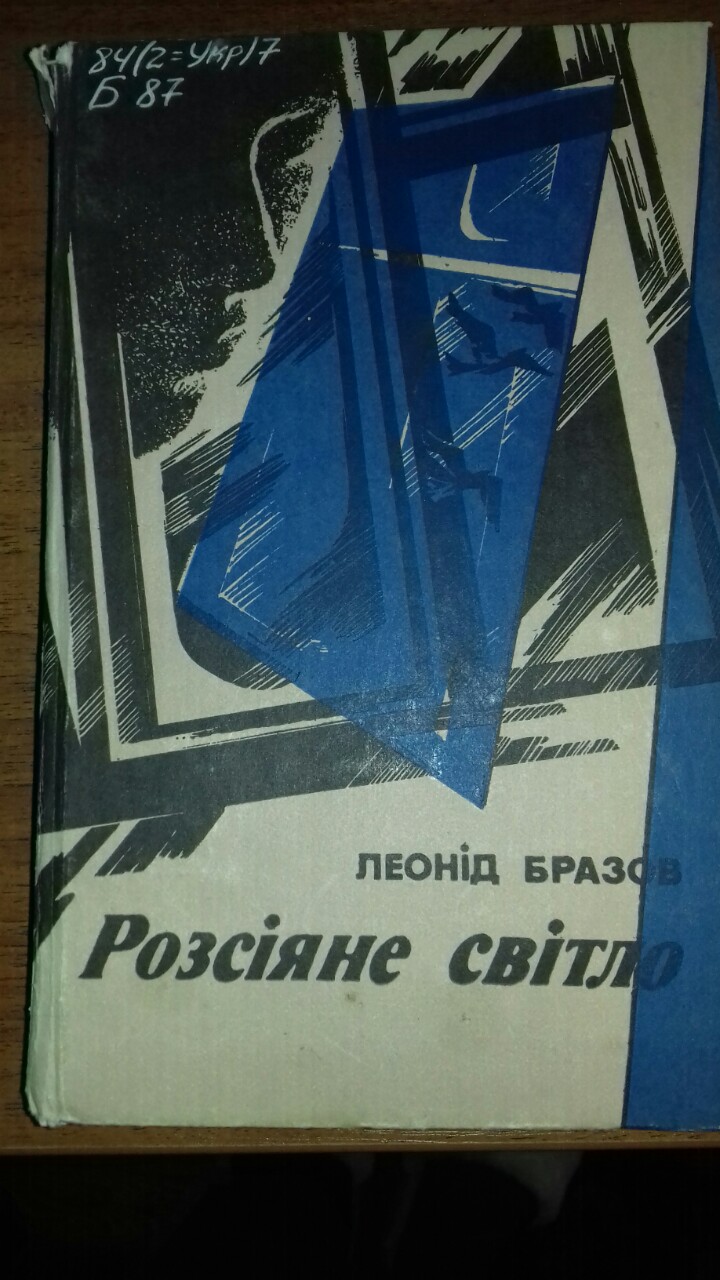 84(2=Укр)7
Б 87
ЛЕОНІД БРАЗОВ
Розсіяне світло